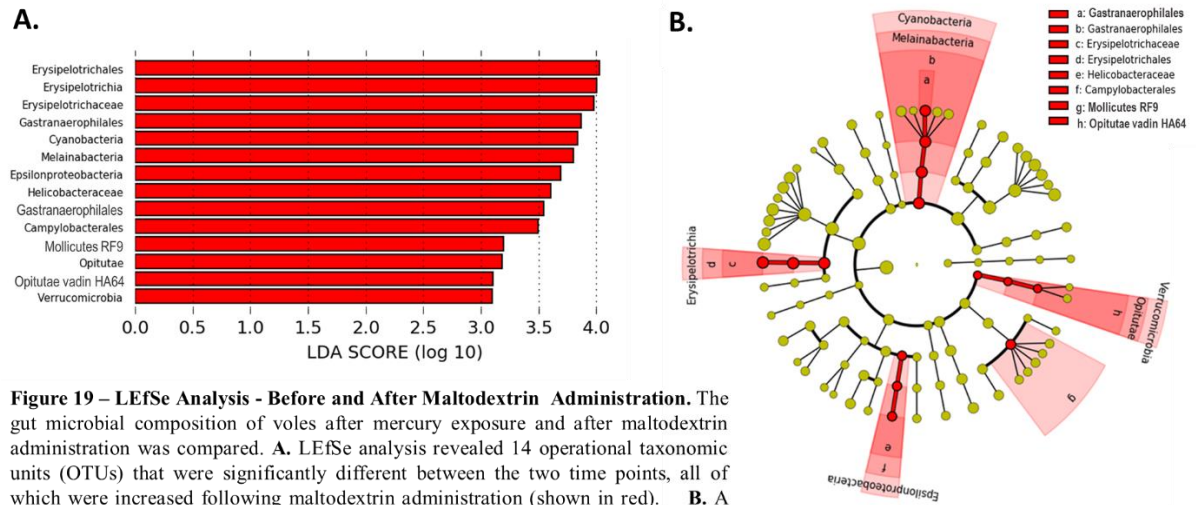 A.
Erysipelotrichales
Erysipelotrichia
Erysipelotrichaceae
Gastranaerophilales
Cyanobacteria
Melainabacteria
Epsilonproteobacteria
Helicobacteraceae
Gastranaerophilales
Campylobacterales
Mollicutes RF9
Opitutae
Opitutae vadin HA64
Verrucomicrobia
0.0 0.5 1.0 1.5 2.0 2.5 3.0 3.5 4.0
LDA SCORE (log 10)
Figure 19 – LEfSe Analysis - Before and After Maltodextrin Administration. The
gut microbial composition of voles after mercury exposure and after maltodextrin
administration was compared. A. LEfSe analysis revealed 14 operational taxonomic
units (OTUs) that were significantly different between the two time points, all of
which were increased following maltodextrin administration (shown in red). B. A
B.
Cyanobacteria
Melainabacteria
b
a
a: Gastranaerophilales
b: Gastranaerophilales
c: Erysipelotrichaceae
d: Erysipelotrichales
e: Helicobacteraceae
f: Campylobacterales
g: Mollicutes RF9
h: Opitutae vadin HA64
Erysipelotrichia
d
c
h
Opitutae
Verrucomicrobia
g
e
f
Epsilonproteobacteria